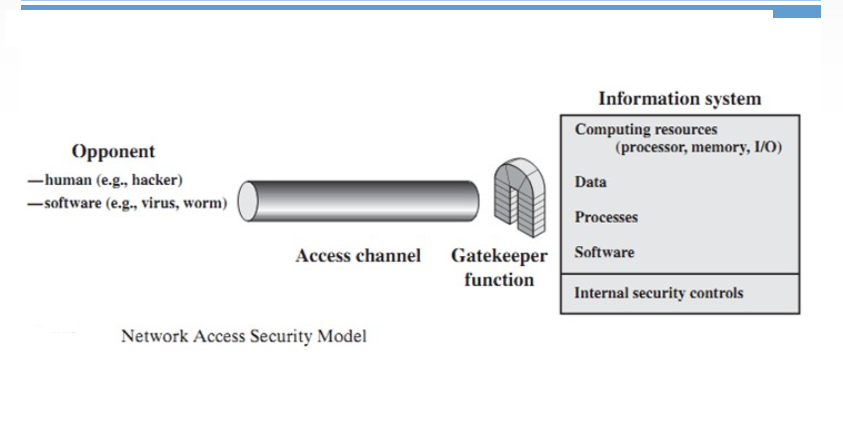 Information system
Computing resources
(processor, memory, I/O)
Data
Processes
Software
Internal security controls
Opponent
—human (e.g., hacker)
—software (e.g., virus, worm)
Access channel
Gatekeeper
function
Network Access Security Model